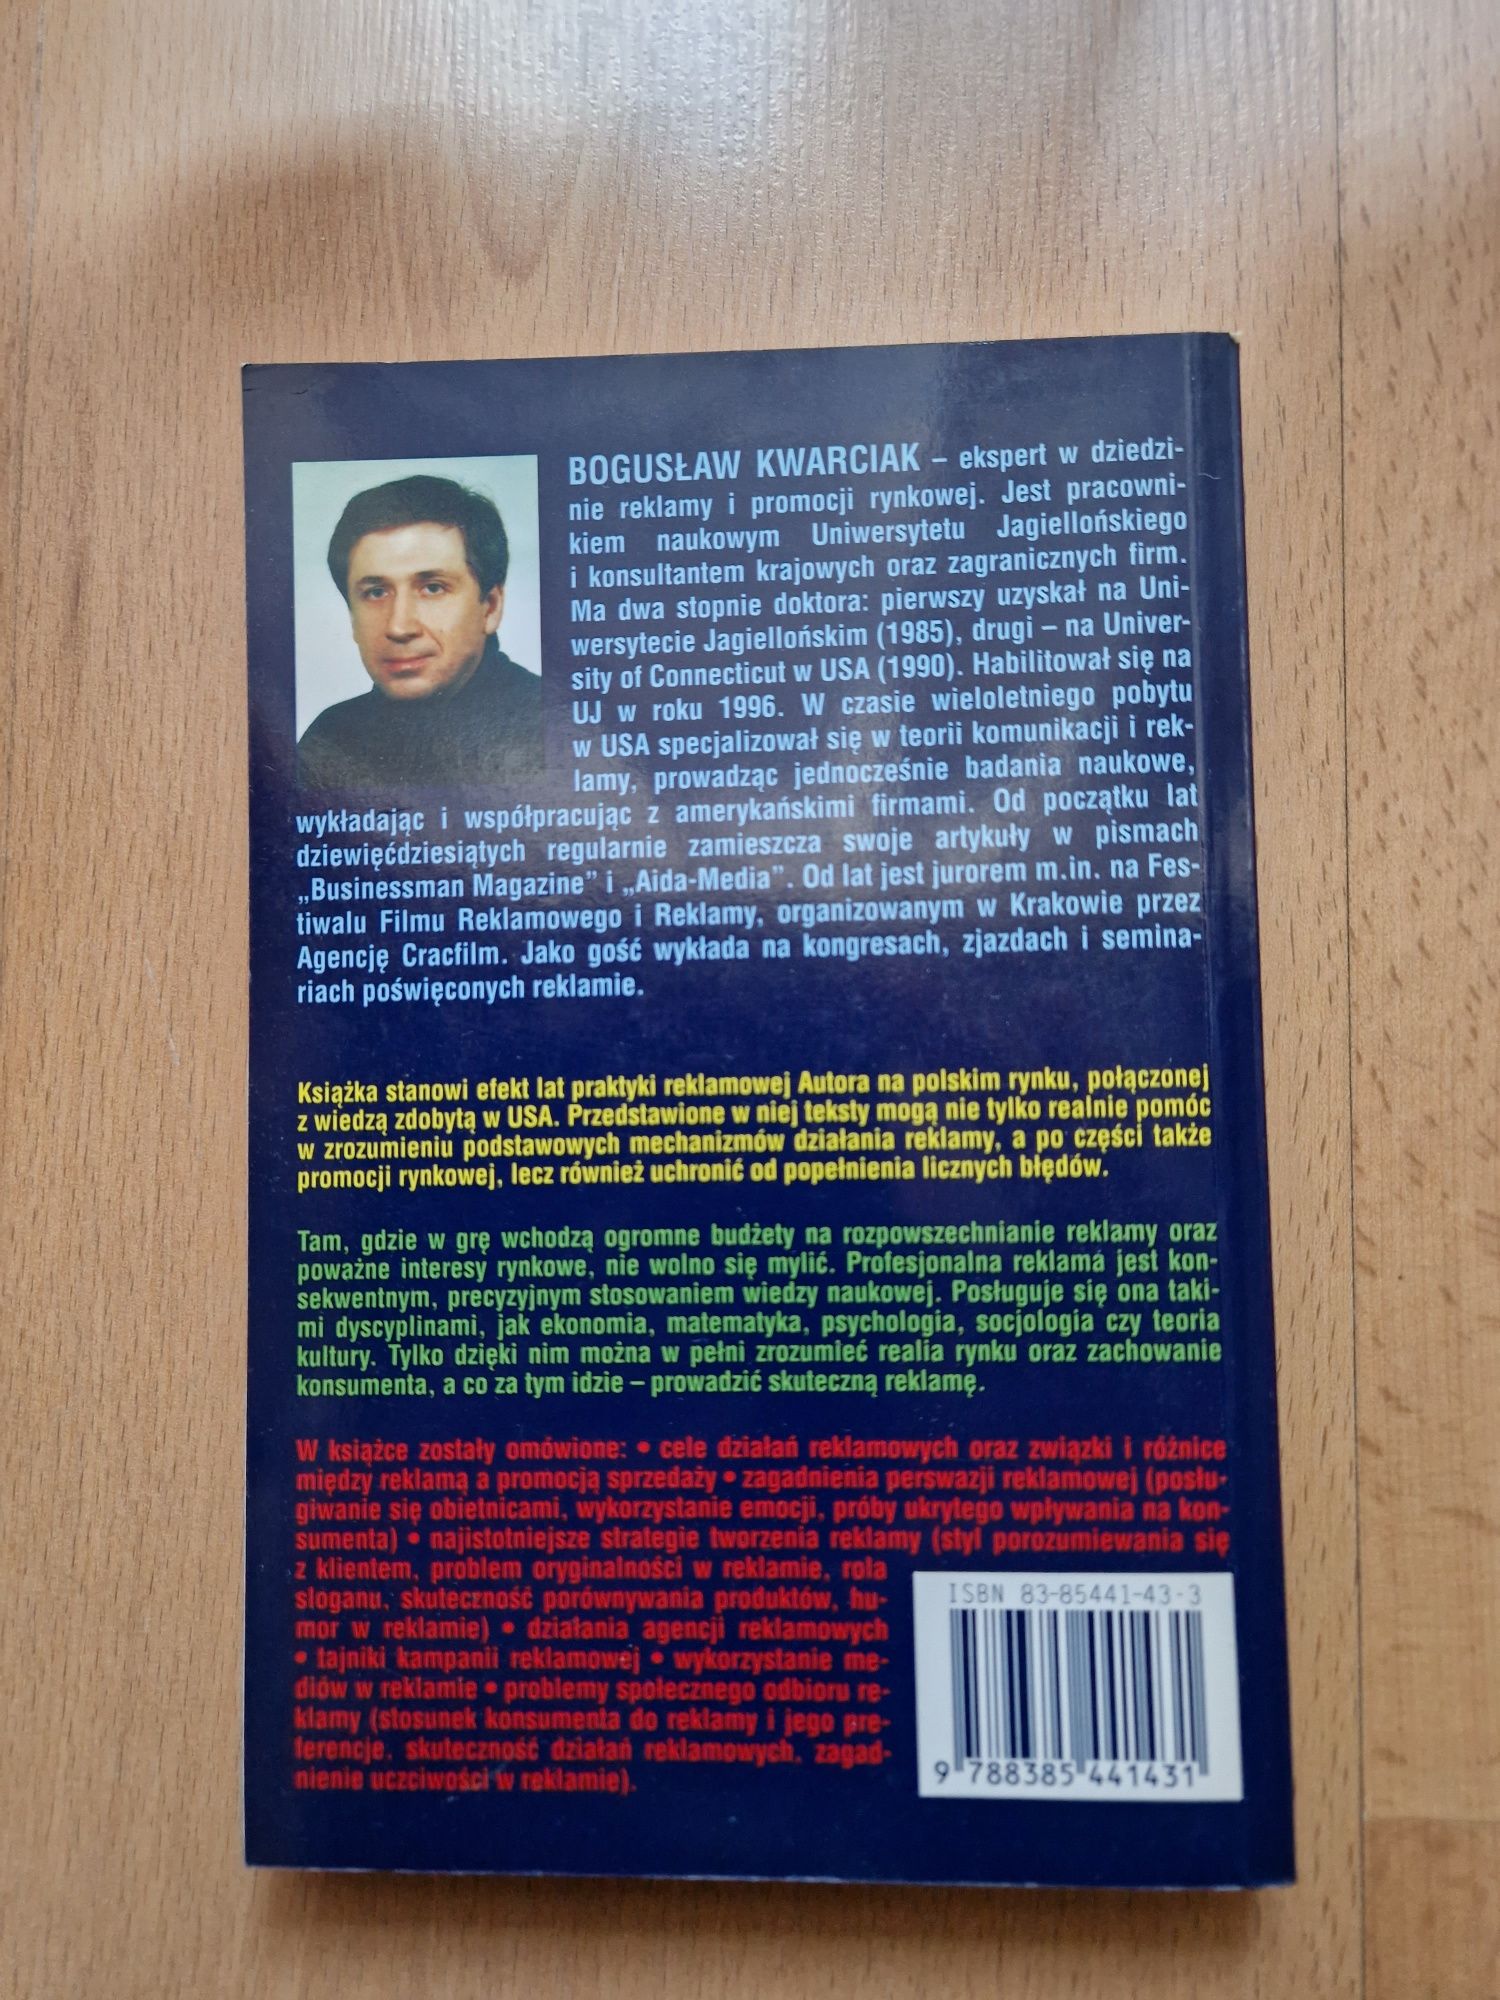 BOGUSŁAW KWARCIAK – ekspert w dziedzi-
nie reklamy i promocji rynkowej. Jest pracowni-
kiem naukowym Uniwersytetu Jagiellońskiego
i konsultantem krajowych oraz zagranicznych firm.
Ma dwa stopnie doktora: pierwszy uzyskał na Uni-
wersytecie Jagiellońskim (1985), drugi – na Univer-
sity of Connecticut w USA (1990). Habilitował się na
UJ w roku 1996. W czasie wieloletniego pobytu
w USA specjalizował się w teorii komunikacji i rek-
lamy, prowadząc jednocześnie badania naukowe,
wykładając i współpracując z amerykańskimi firmami. Od początku lat
dziewięćdziesiątych regularnie zamieszcza swoje artykuły w pismach
„Businessman Magazine” i „Aida-Media”. Od lat jest jurorem m.in. na Fes-
tiwalu Filmu Reklamowego i Reklamy, organizowanym w Krakowie przez
Agencję Cracfilm. Jako gość wykłada na kongresach, zjazdach i semina-
riach poświęconych reklamie.
Książka stanowi efekt lat praktyki reklamowej Autora na polskim rynku, połączonej
z wiedzą zdobytą w USA. Przedstawione w niej teksty mogą nie tylko realnie pomóc
w zrozumieniu podstawowych mechanizmów działania reklamy, a po części także
promocji rynkowej, lecz również uchronić od popełnienia licznych błędów.
Tam, gdzie w grę wchodzą ogromne budżety na rozpowszechnianie reklamy oraz
poważne interesy rynkowe, nie wolno się mylić. Profesjonalna reklama jest kon-
sekwentnym, precyzyjnym stosowaniem wiedzy naukowej. Posługuje się ona taki-
mi dyscyplinami, jak ekonomia, matematyka, psychologia, socjologia czy teoria
kultury. Tylko dzięki nim można w pełni zrozumieć realia rynku oraz zachowanie
konsumenta, a co za tym idzie – prowadzić skuteczną reklamę.
W książce zostały omówione: • cele działań reklamowych oraz związki i różnice
między reklamą a promocją sprzedaży • zagadnienia perswazji reklamowej (posłu-
giwanie się obietnicami, wykorzystanie emocji, próby ukrytego wpływania na kon-
sumenta) • najistotniejsze strategie tworzenia reklamy (styl porozumiewania się
z klientem, problem oryginalności w reklamie, rola
sloganu, skuteczność porównywania produktów, hu-
mor w reklamie) • działania agencji reklamowych
• tajniki kampanii reklamowej • wykorzystanie me-
diów w reklamie • problemy społecznego odbioru re-
klamy (stosunek konsumenta do reklamy i jego pre-
ferencje, skuteczność działań reklamowych, zagad-
nienie uczciwości w reklamie).
ISBN 83-85441-43-3
9 788385 441431